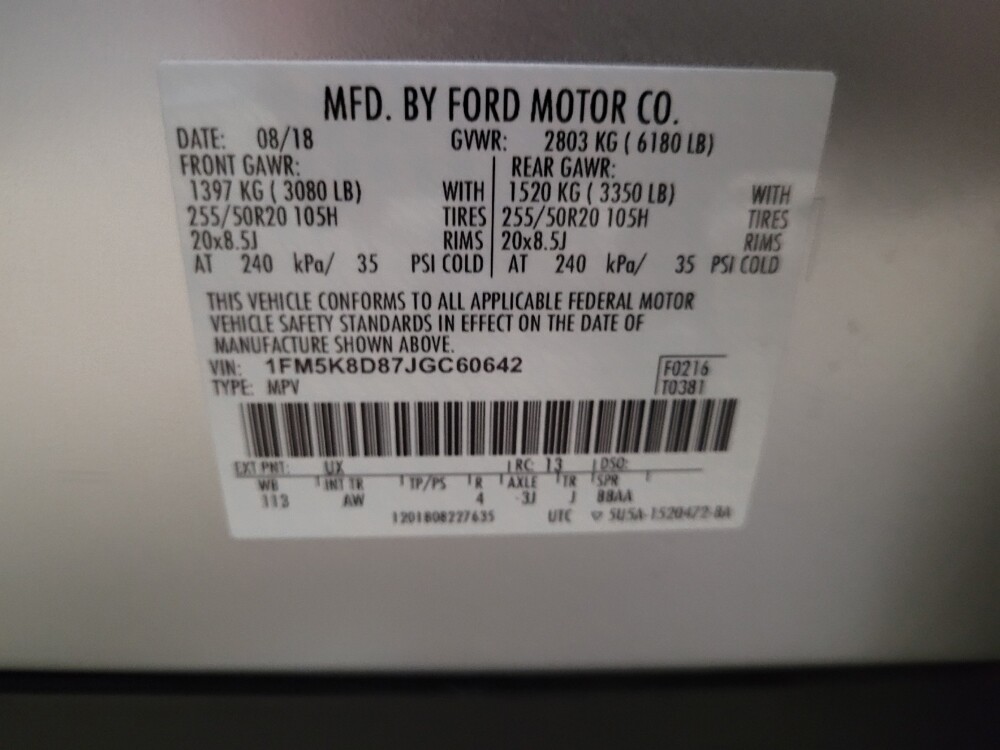 MFD. BY FORD MOTOR CO.
DATE: 08/18 GVWR: 2803 KG ( 6180 LB)
FRONT GAWR: REAR GAWR:
1397 KG ( 3080 LB) WITH 1520 KG ( 3350 LB) WITH
255/50R20 105H TIRES 255/50R20 105H TIRES
20x8.5J RIMS 20x8.5J RIMS
AT 240 kPa/ 35 PSI COLD AT 240 kPa/ 35 PSI COLD
THIS VEHICLE CONFORMS TO ALL APPLICABLE FEDERAL MOTOR
VEHICLE SAFETY STANDARDS IN EFFECT ON THE DATE OF
MANUFACTURE SHOWN ABOVE.
VIN: 1FM5K8D87JGC60642 F0216
TYPE: MPV T0381
EXT PNT: UX RC: 13 DSO:
WB INT TR TP/PS R AXLE TR SPR
113 AW 4 3J J 88AA
1201808227635 UTC ▽ 5U5A-1520472-BA